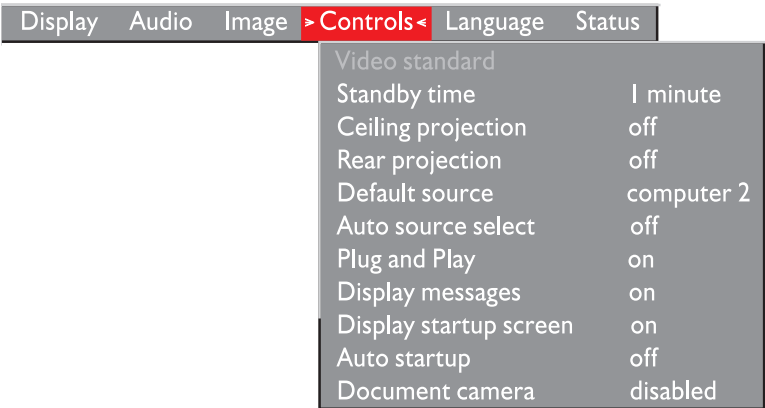 Display Audio Image > Controls < Language Status
Video standard
Standby time 1 minute
Ceiling projection off
Rear projection off
Default source computer 2
Auto source select off
Plug and Play on
Display messages on
Display startup screen on
Auto startup off
Document camera disabled